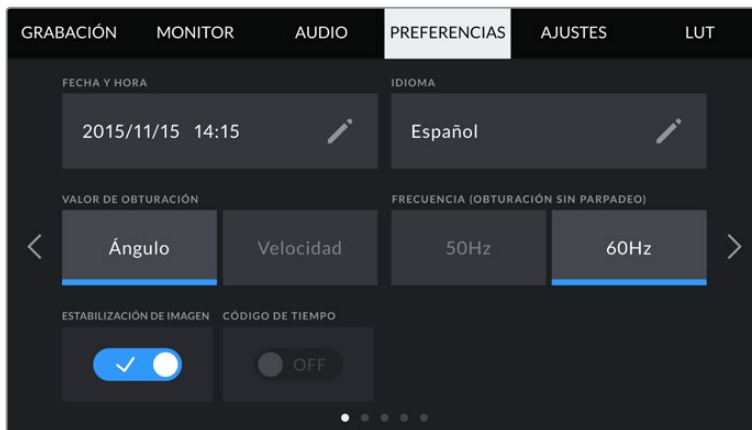 GRABACIÓN MONITOR AUDIO PREFERENCIAS AJUSTES LUT
FECHA Y HORA IDIOMA
2015/11/15 14:15 Español
VALOR DE OBTURACIÓN FRECUENCIA (OBTURACIÓN SIN PARPADEO)
Ángulo Velocidad 50Hz 60Hz
ESTABILIZACIÓN DE IMAGEN CÓDIGO DE TIEMPO
OFF